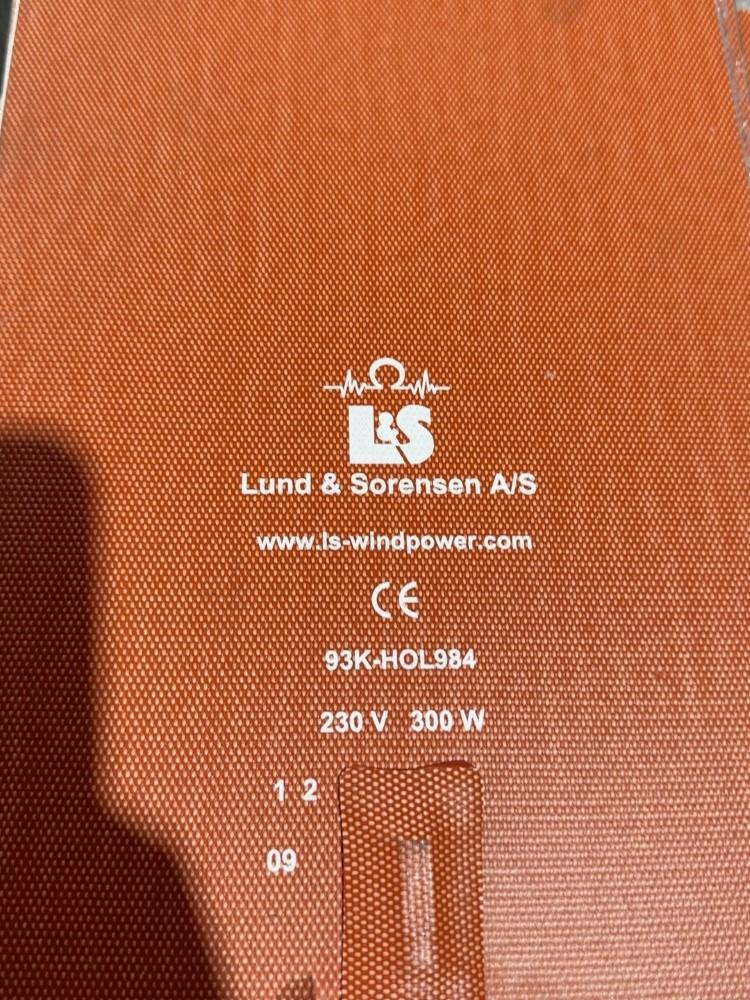 L&S
Lund & Sorensen A/S
www.ls-windpower.com
CE
93K-HOL984
230 V 300 W
1 2
09